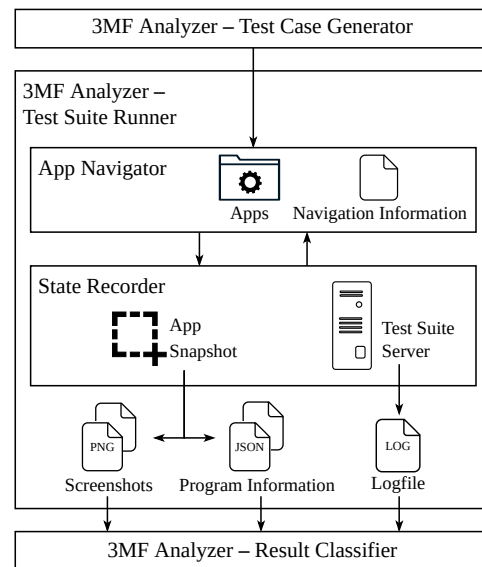 3MF Analyzer – Test Case Generator
3MF Analyzer –
Test Suite Runner
App Navigator
Apps
Navigation Information
State Recorder
App
Snapshot
Test Suite
Server
PNG
JSON
LOG
Screenshots
Program Information
Logfile
3MF Analyzer – Result Classifier